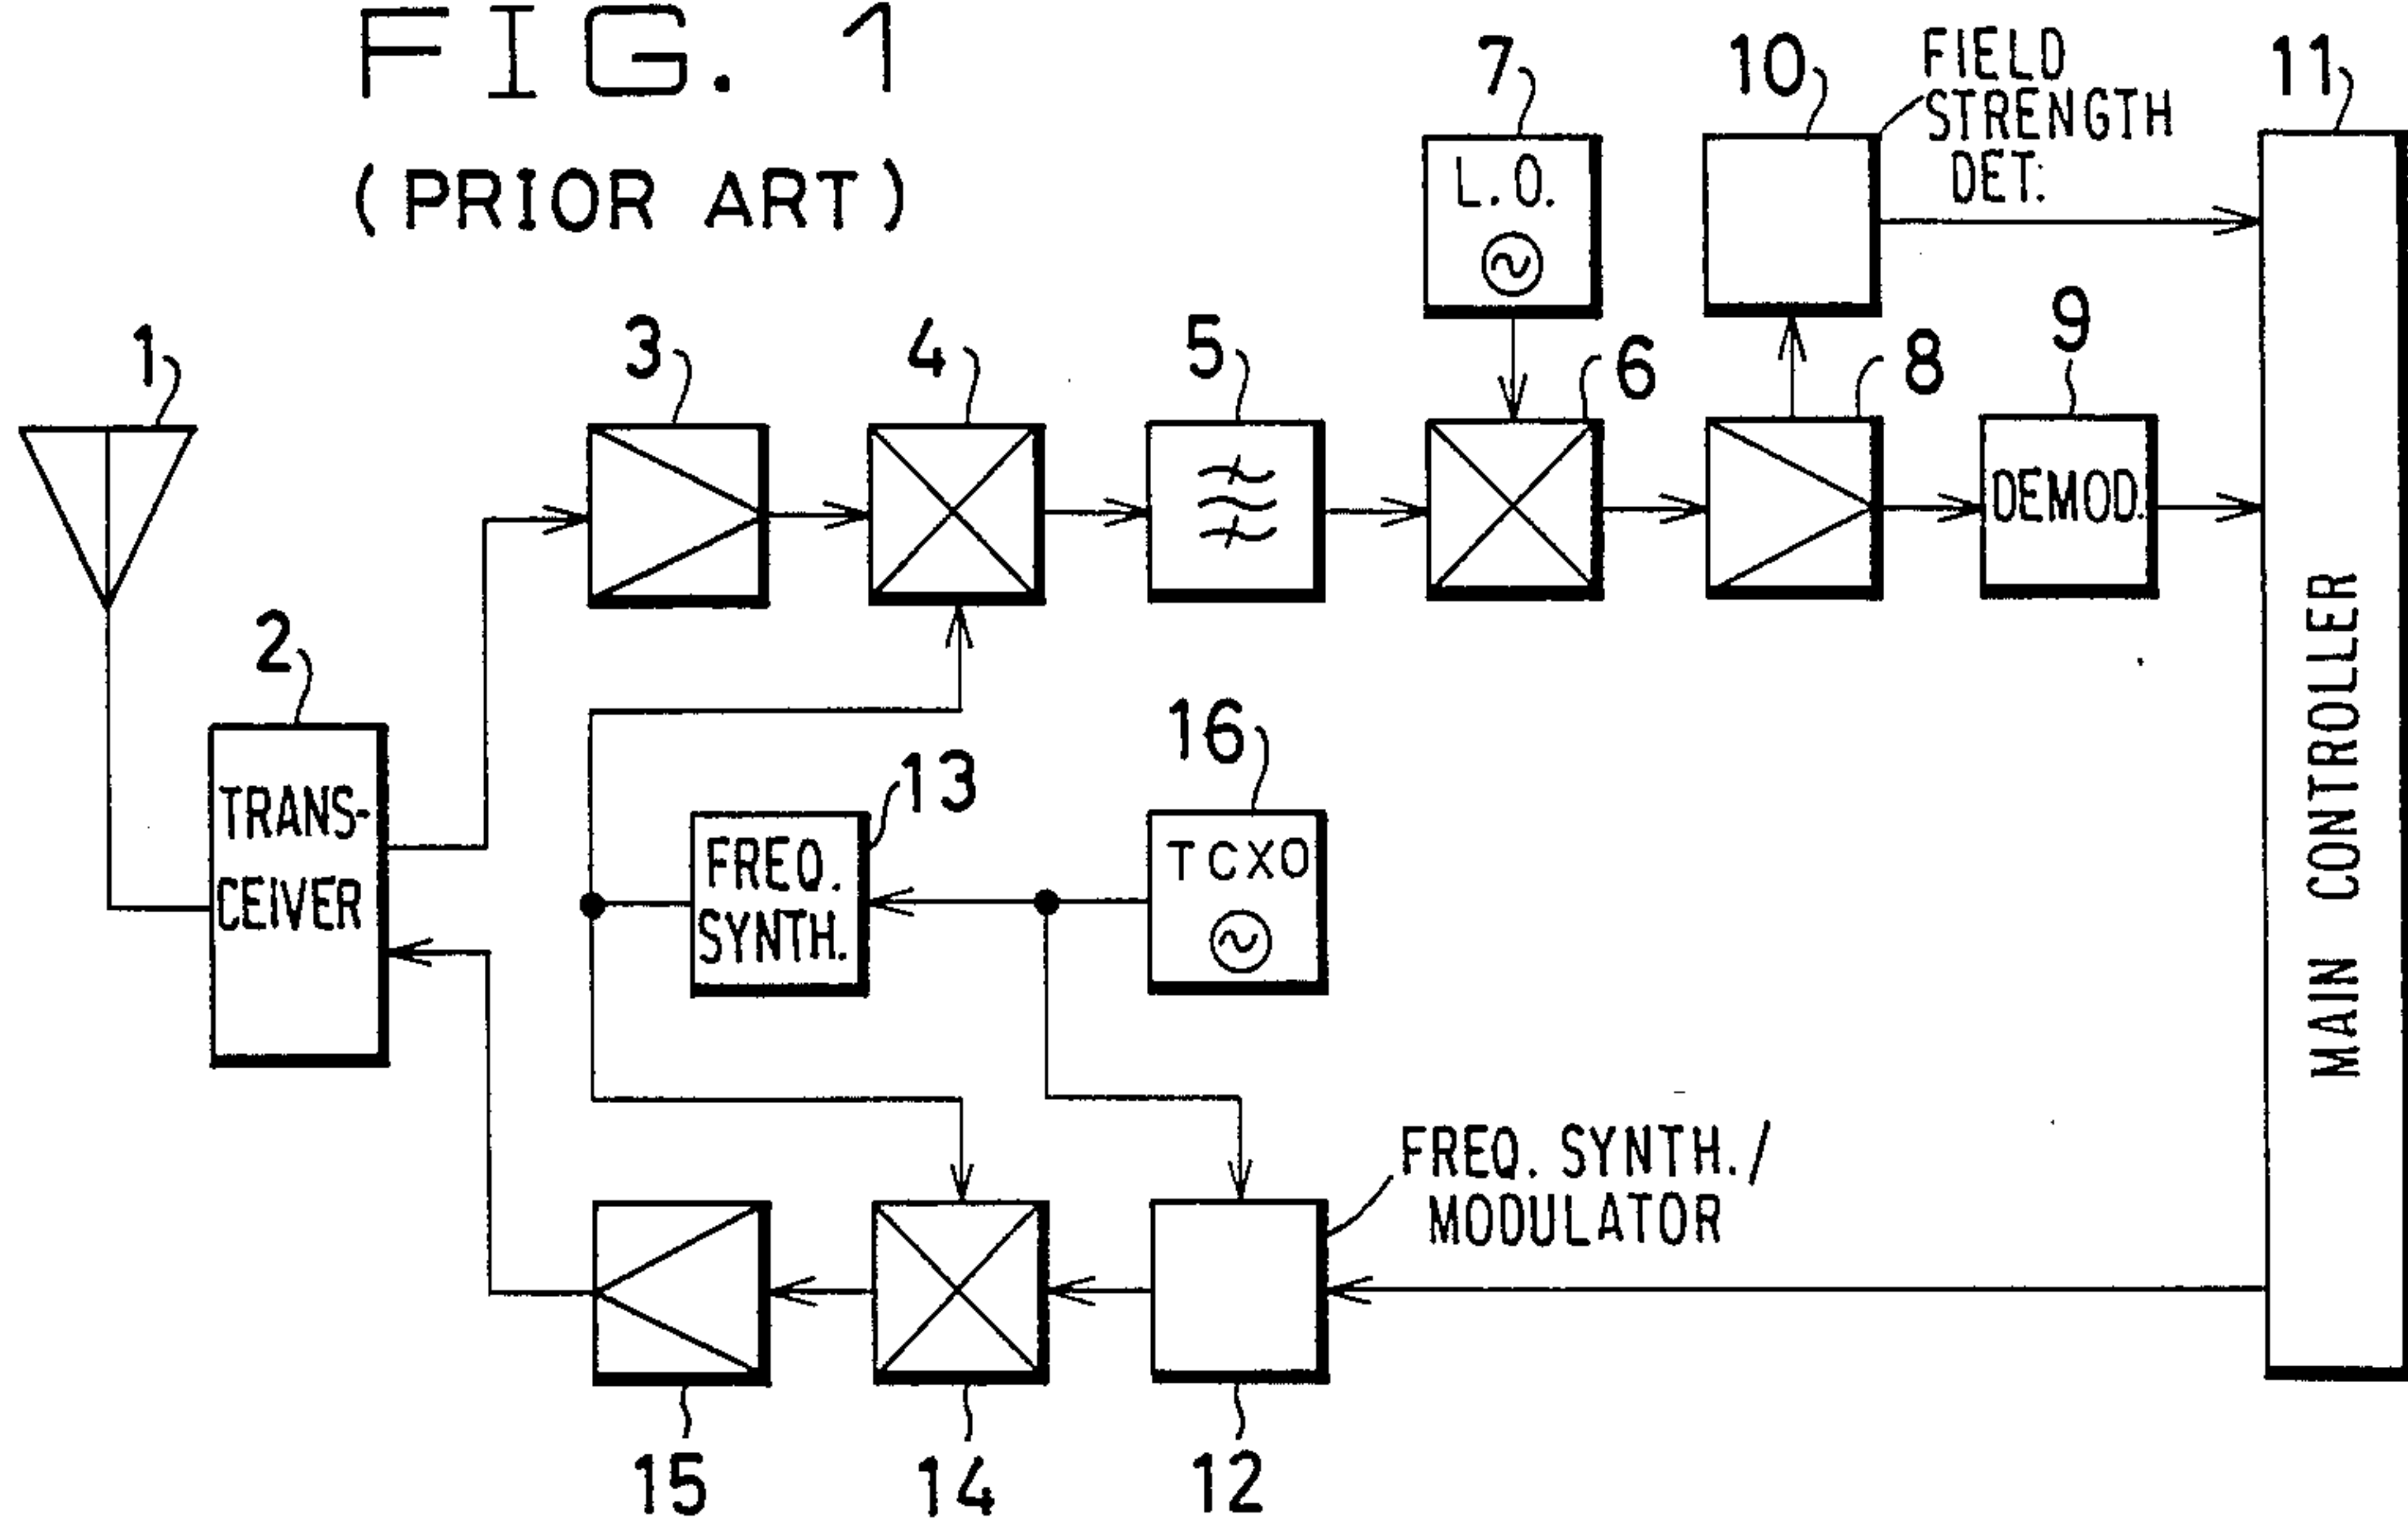 FIG. 1
(PRIOR ART)
7
10
FIELD
STRENGTH
DET.
11
L.O.
1
3
4
5
6
8
9
DEMOD.
2
TRANS-
CEIVER
13
FREQ.
SYNTH.
16
TCXO
MAIN CONTROLLER
FREQ. SYNTH./
MODULATOR
15
14
12